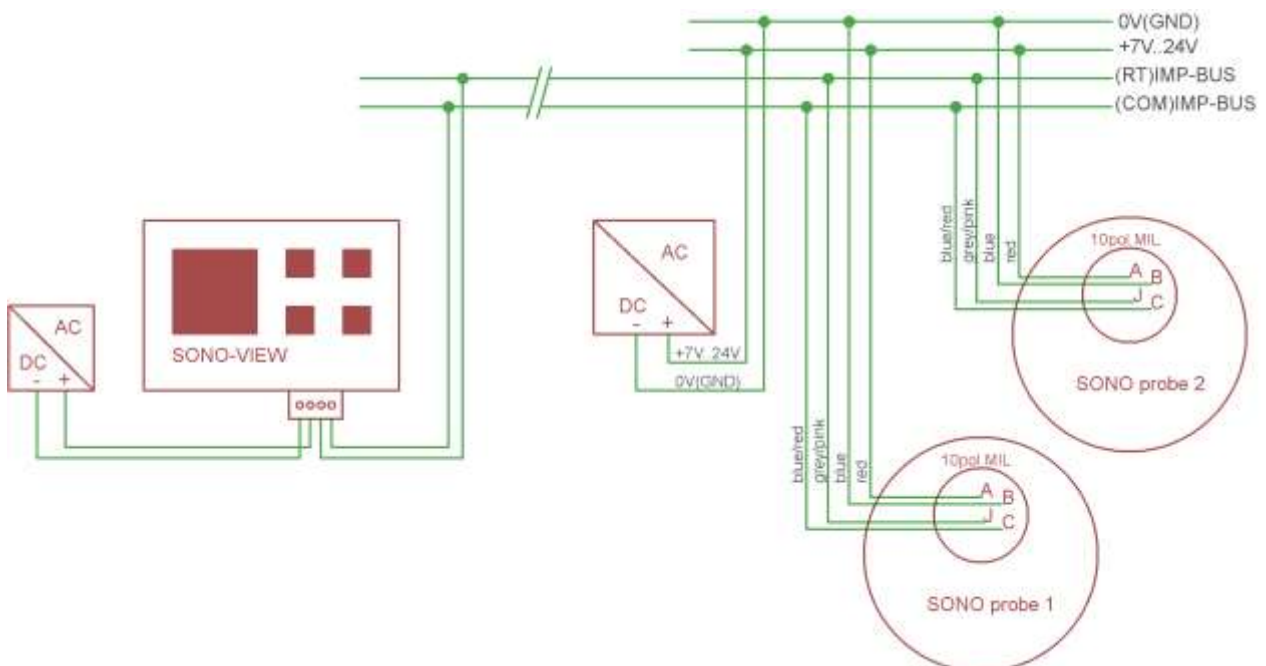 0V(GND)
+7V..24V
(RT)IMP-BUS
(COM)IMP-BUS
AC
DC
- +
SONO-VIEW
AC
DC
- +
+7V..24V
0V(GND)
blue/red
grey/pink
blue
red
10pol MIL
A
B
J
C
SONO probe 2
blue/red
grey/pink
blue
red
10pol MIL
A
B
J
C
SONO probe 1